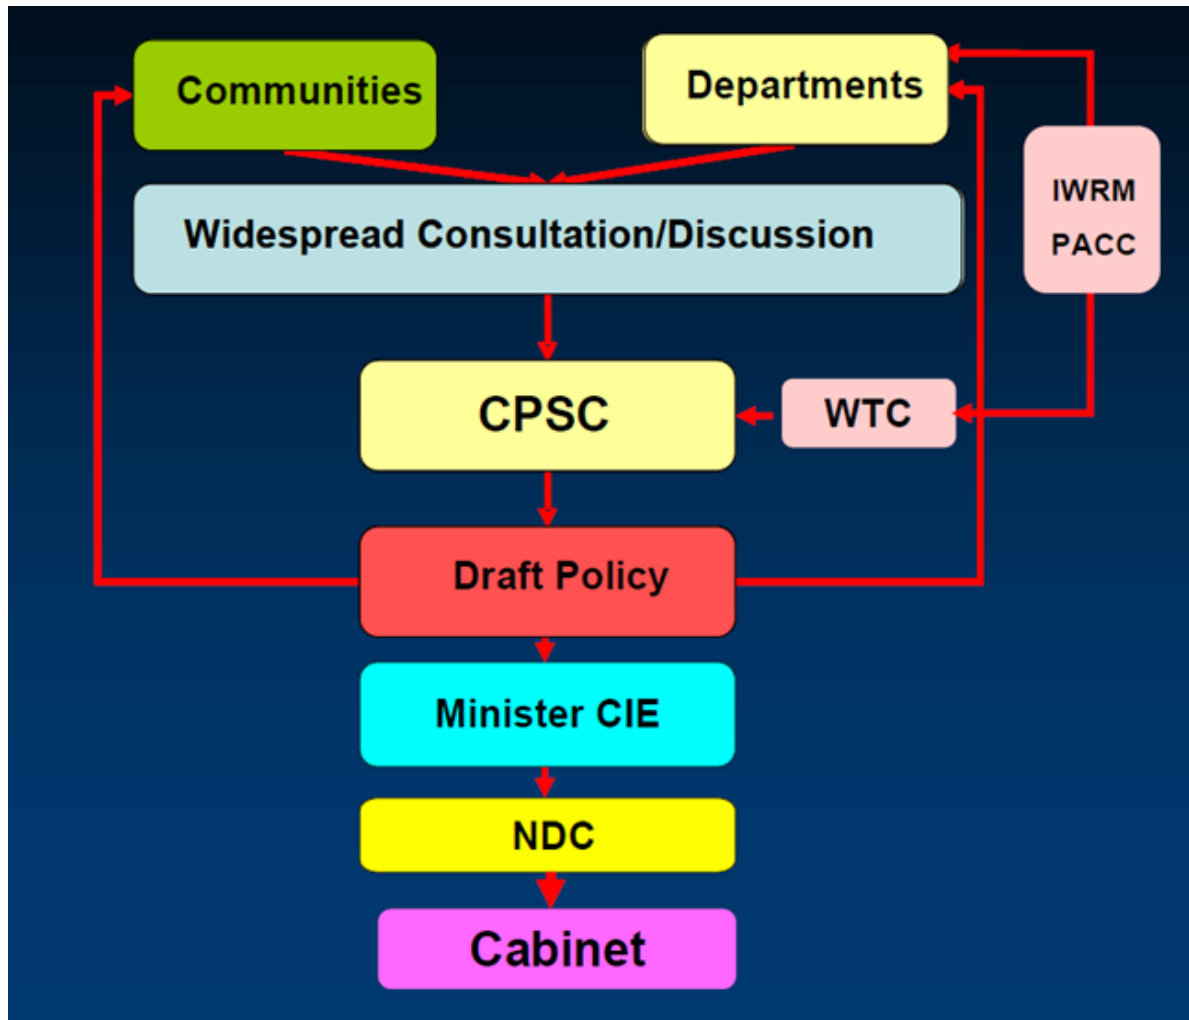 Communities
Departments
IWRM
PACC
Widespread Consultation/Discussion
CPSC
WTC
Draft Policy
Minister CIE
NDC
Cabinet